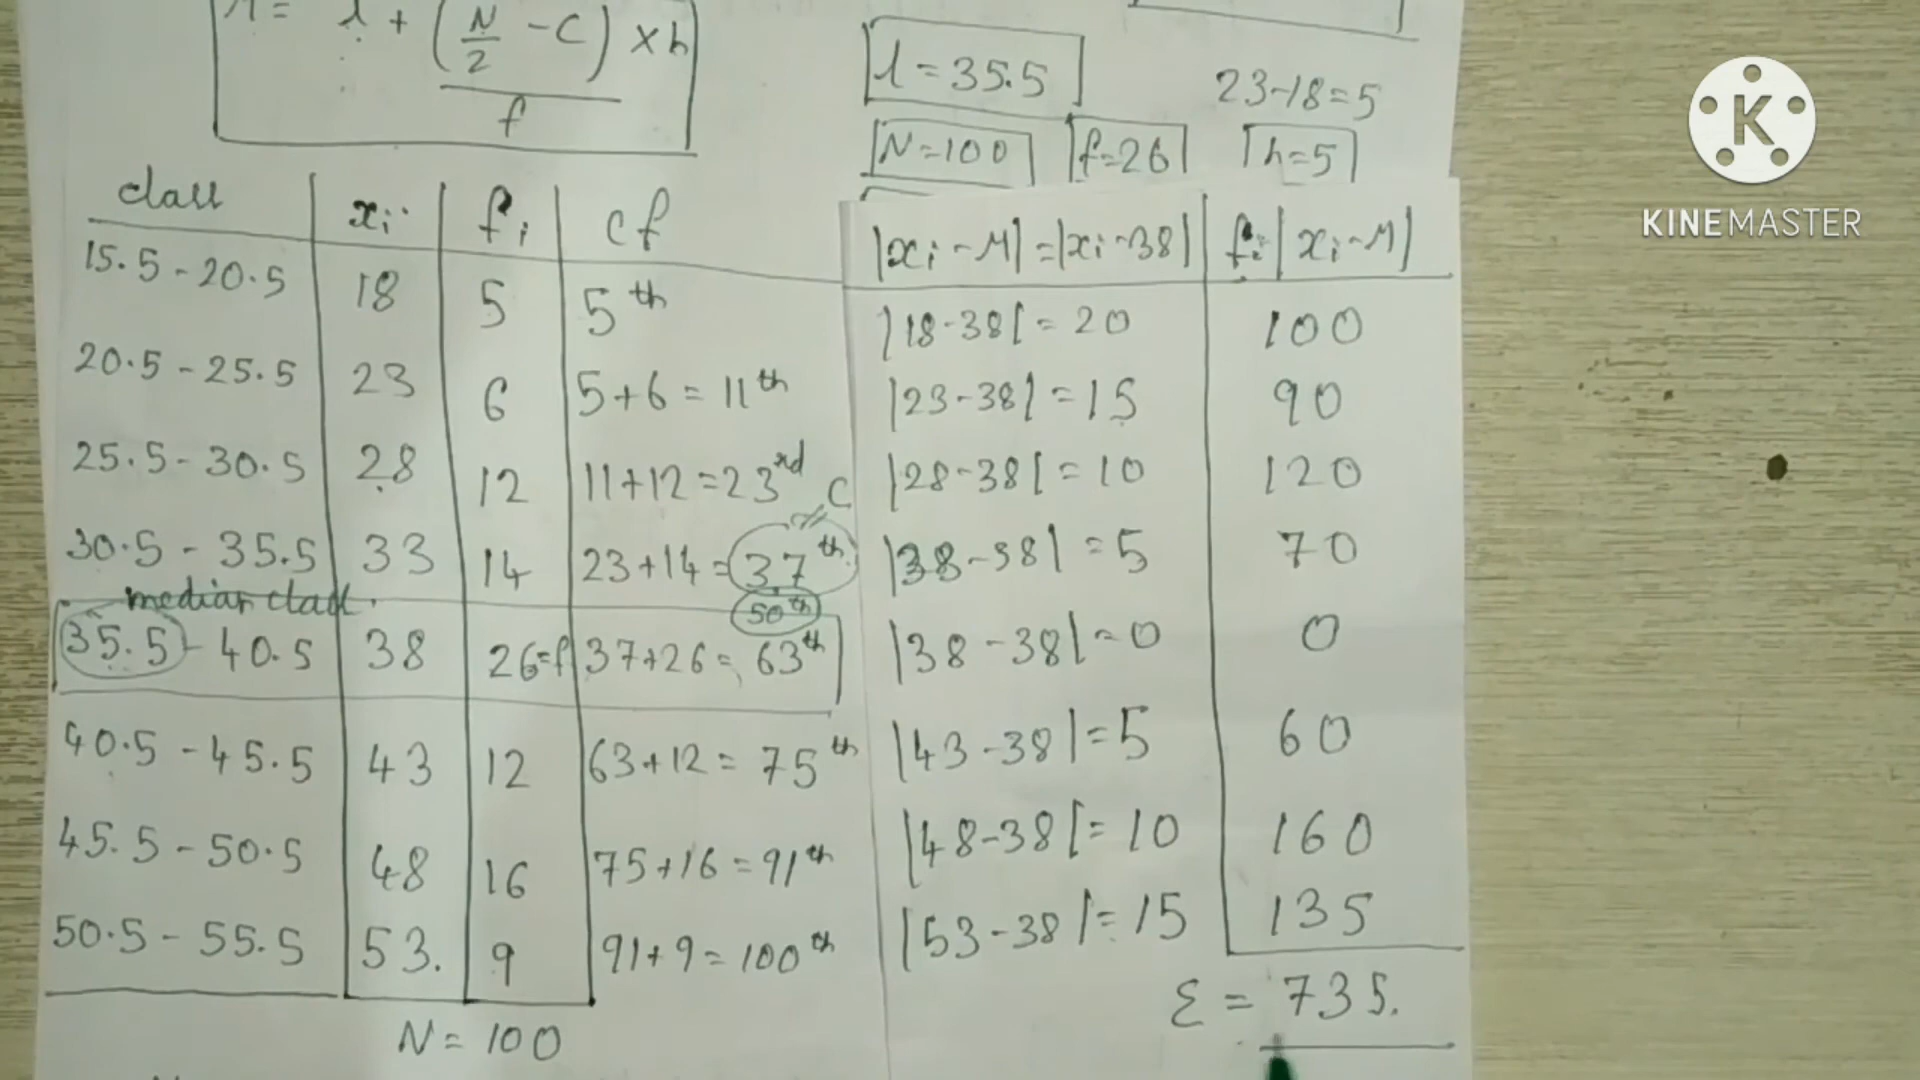 M = l + (N/2 - C) × h
f
l = 35.5
23-18=5
N=100
f=26
h=5
K
KINEMASTER
class xi fi cf |xi - M| = |xi - 38| fi |xi - M|
15.5 - 20.5 18 5 5th |18-38| = 20 100
20.5 - 25.5 23 6 5+6 = 11th |23-38| = 15 90
25.5 - 30.5 28 12 11+12=23rd |28-38| = 10 120
C
30.5 - 35.5 33 14 23+14=37th |38-38| = 5 70
median class.
50th
35.5 - 40.5 38 26=f 37+26= 63th |38-38|=0 0
40.5 - 45.5 43 12 63+12= 75th |43-38|=5 60
45.5 - 50.5 48 16 75+16=91th |48-38|= 10 160
50.5 - 55.5 53. 9 91+9=100th |53-38|= 15 135
Σ = 735.
N = 100